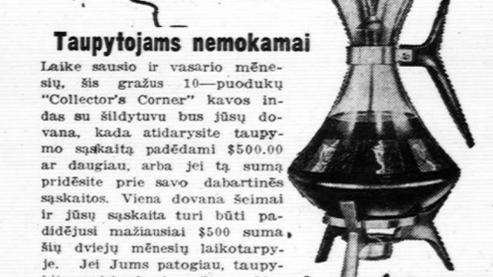 Taupytojams nemokamai
Laike sausio ir vasario mėne-
sių, šis gražus 10—puodukų
"Collector's Corner" kavos in-
das su šildytuvu bus jūsų do-
vana, kada atidarysite taupy-
mo sąskaitą padėdami $500.00
ar daugiau, arba jei tą sumą
pridėsite prie savo dabartinės
sąskaitos. Viena dovana šeimai
ir jūsų sąskaita turi būti pa-
didėjusi mažiausiai $500 suma
šių dviejų mėnesių laikotarpy-
je. Jei Jums patogiau, taupy-